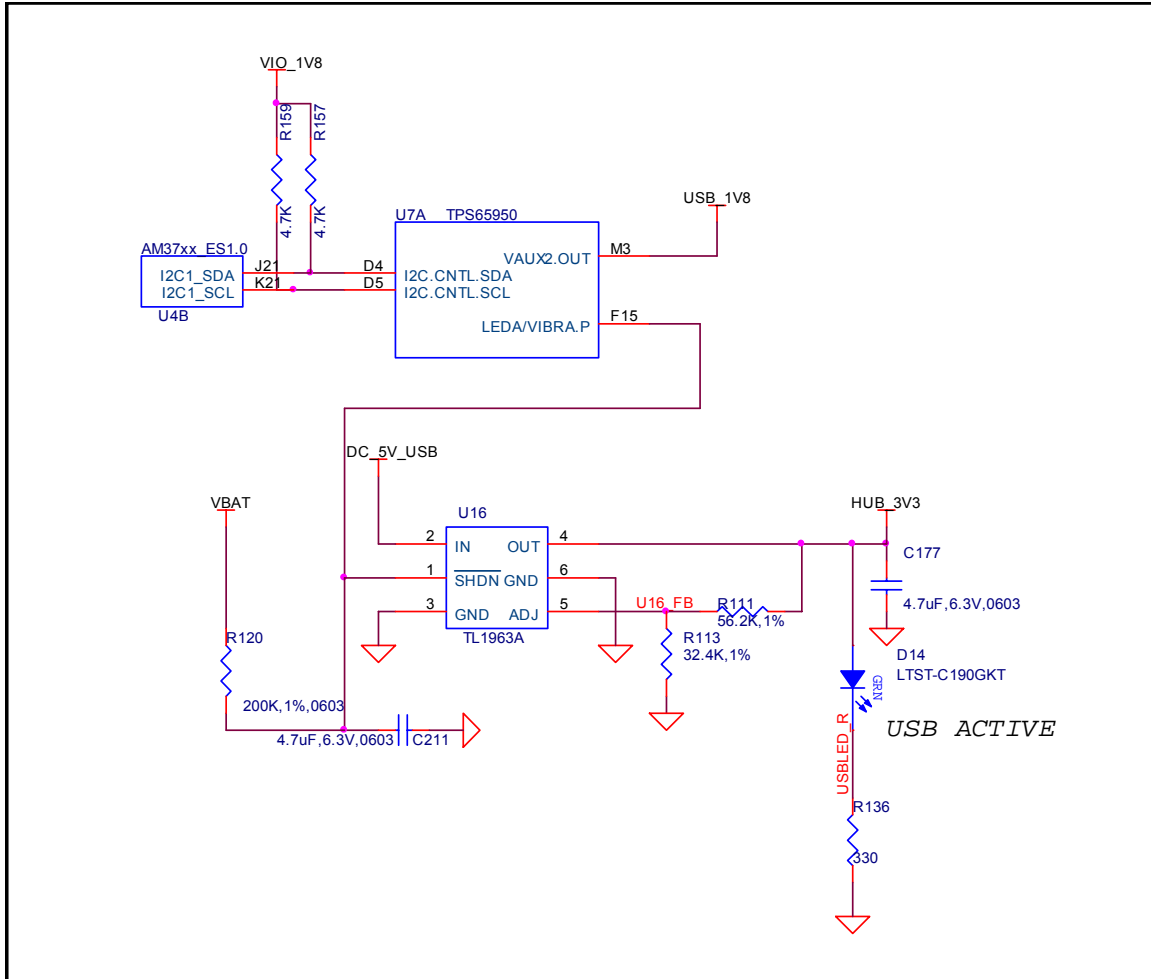 VIO_1V8
R159
R157
4.7K
4.7K
USB_1V8
U7A TPS65950
AM37xx_ES1.0
VAUX2.OUT M3
I2C1_SDA J21 D4 I2C.CNTL.SDA
I2C1_SCL K21 D5 I2C.CNTL.SCL
U4B
LEDA/VIBRA.P F15
DC_5V_USB
VBAT
HUB_3V3
U16
2 IN OUT 4
C177
1 SHDN GND 6
4.7uF,6.3V,0603
3 GND ADJ 5
U16_FB
R111
56.2K,1%
TL1963A
R120
R113
32.4K,1%
D14
LTST-C190GKT
GRN
200K,1%,0603
USBLED_R
USB ACTIVE
4.7uF,6.3V,0603 C211
R136
330